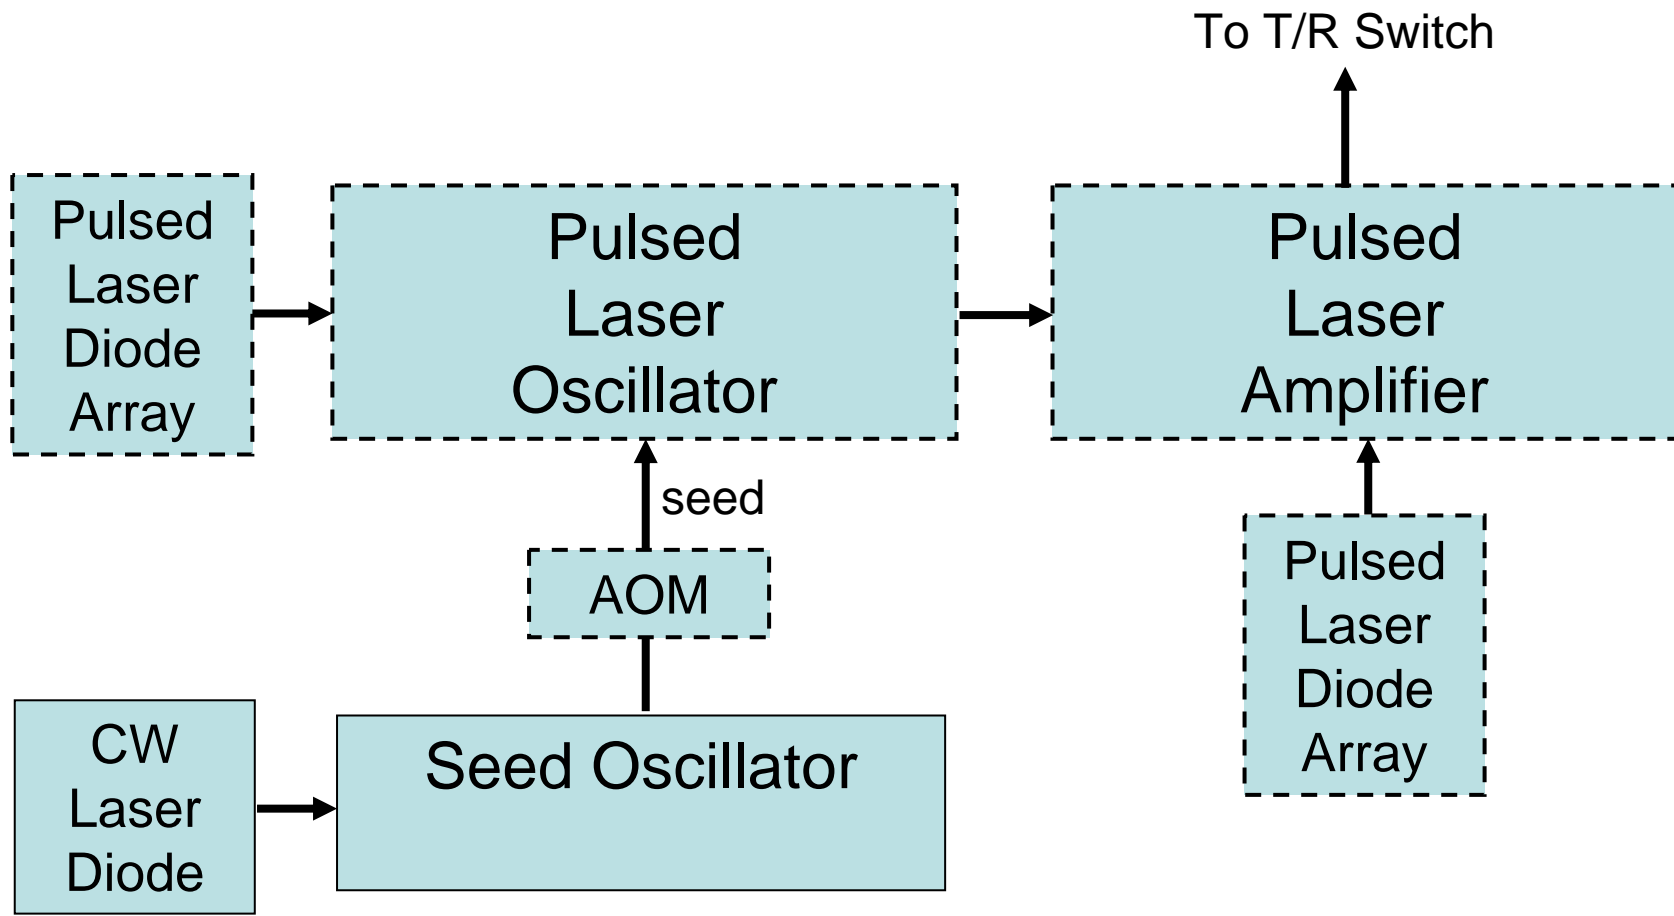 To T/R Switch
Pulsed
Laser
Diode
Array
Pulsed
Laser
Oscillator
Pulsed
Laser
Amplifier
seed
AOM
Pulsed
Laser
Diode
Array
CW
Laser
Diode
Seed Oscillator